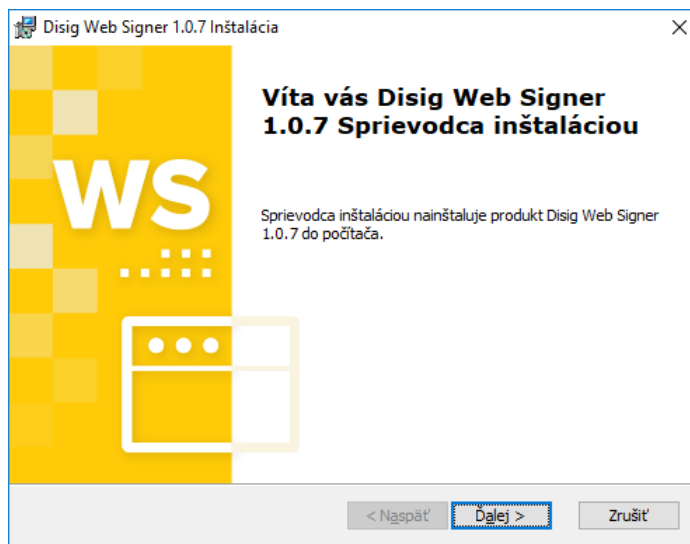 Disig Web Signer 1.0.7 Inštalácia
Víta vás Disig Web Signer
1.0.7 Sprievodca inštaláciou
WS
Sprievodca inštaláciou nainštaluje produkt Disig Web Signer
1.0.7 do počítača.
< Naspäť
Ďalej >
Zrušiť